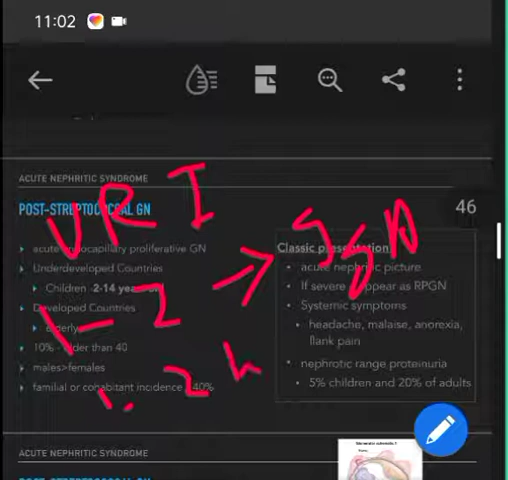 11:02
ACUTE NEPHRITIC SYNDROME
POST-STREPTOCOCCAL GN
46
URI
acute endocapillary proliferative GN
Underdeveloped Countries
Children -2-14 years
Developed Countries
elderly
10% - older than 40
males>females
familial or cohabitant incidence 40%
1-2 →
Classic presentation
acute nephritic picture
If severe appear as RPGN
Systemic symptoms
headache, malaise, anorexia,
flank pain
nephrotic range proteinuria
5% children and 20% of adults
ACUTE NEPHRITIC SYNDROME